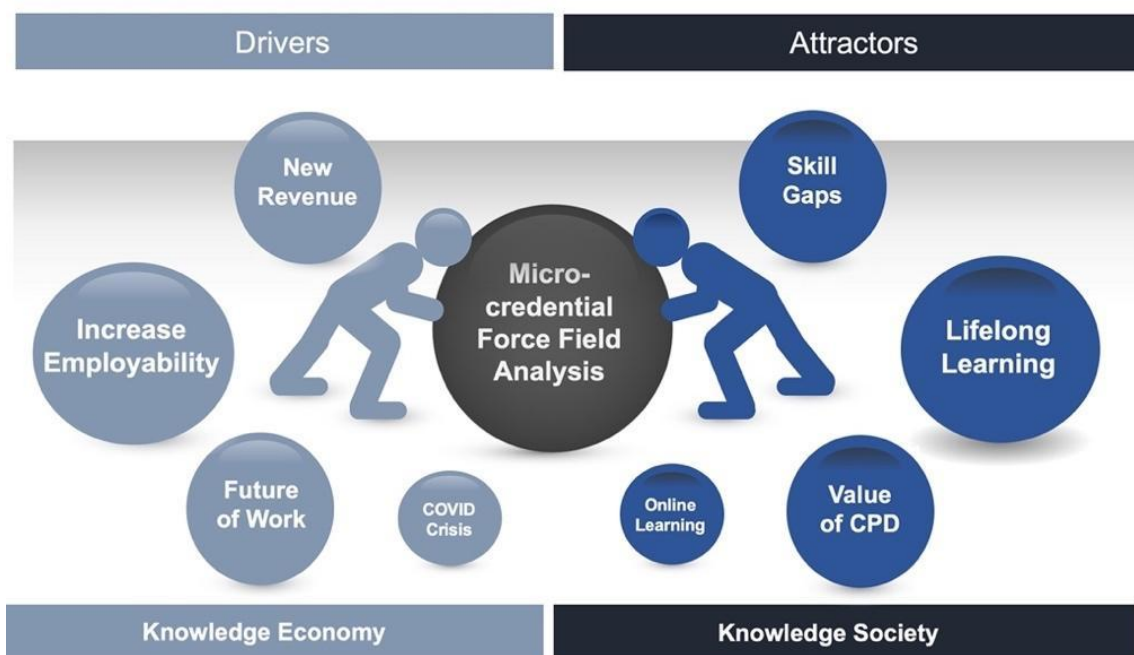 Drivers
Attractors
New
Revenue
Skill
Gaps
Increase
Employability
Micro-
credential
Force Field
Analysis
Lifelong
Learning
Future
of Work
COVID
Crisis
Online
Learning
Value
of CPD
Knowledge Economy
Knowledge Society